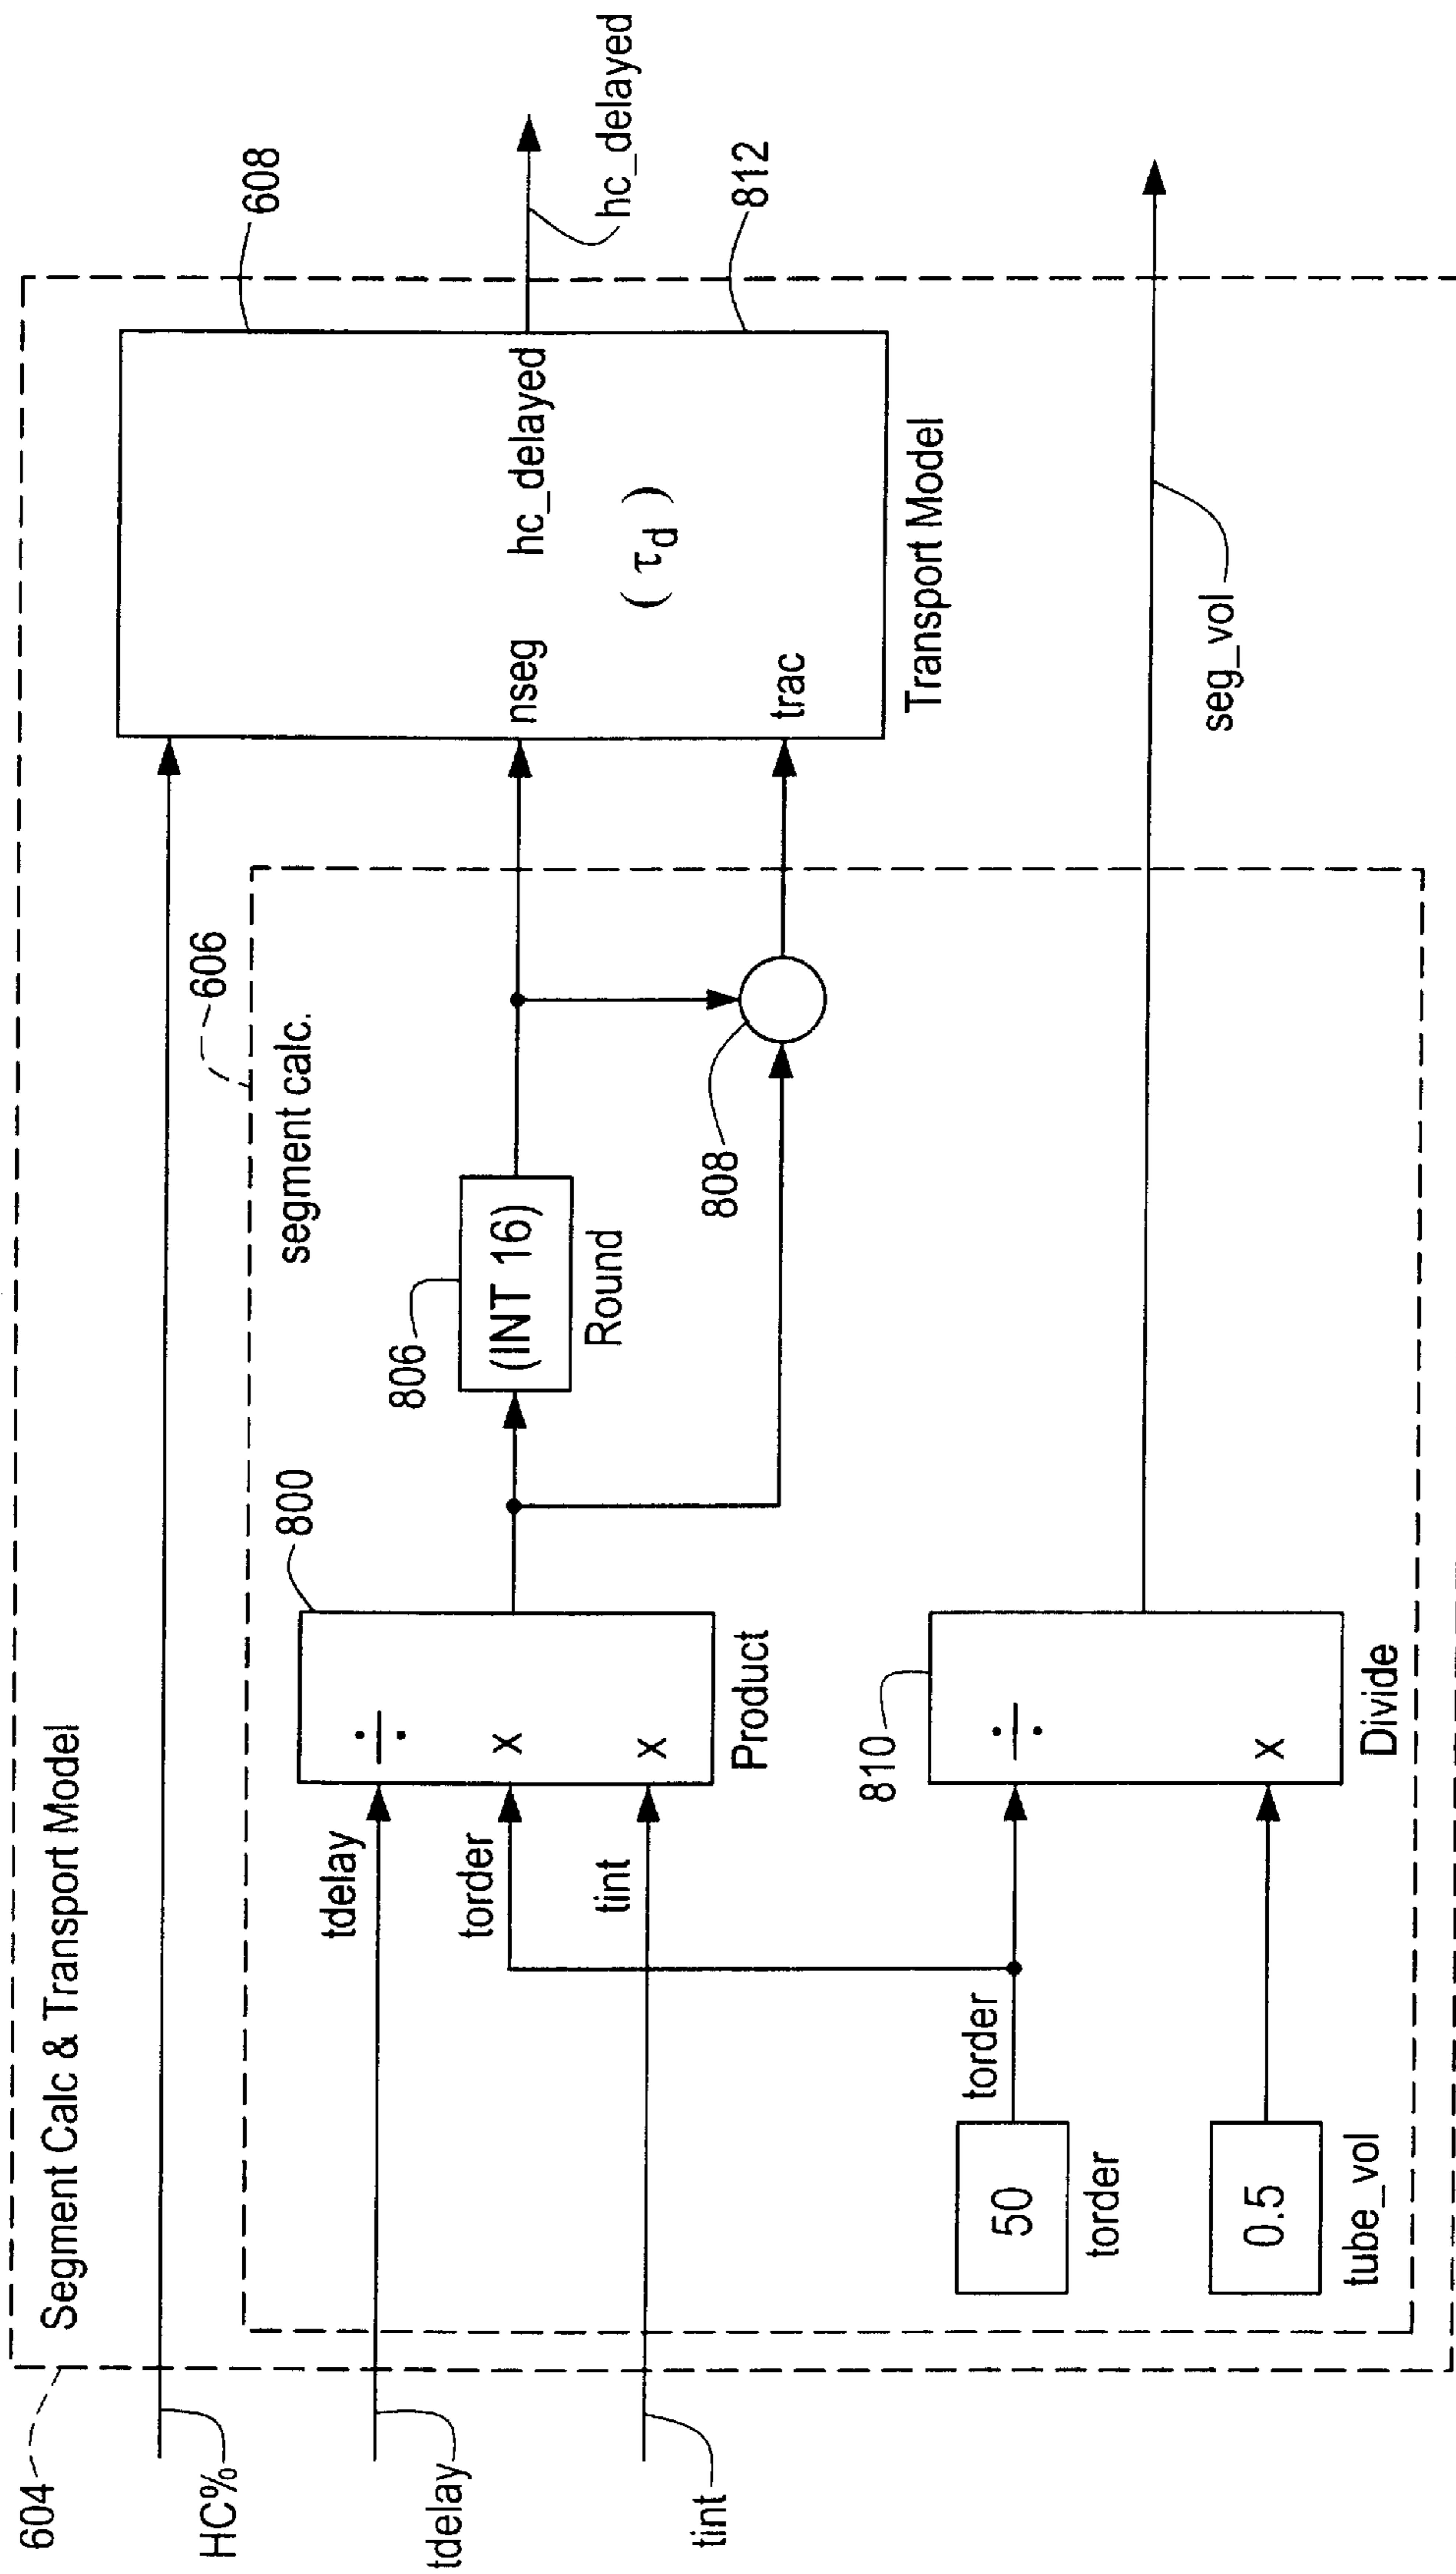 604
Segment Calc & Transport Model
HC%
tdelay
tint
606
segment calc.
tdelay
torder
tint
÷
x
x
Product
800
806
(INT 16)
Round
808
nseg
hc_delayed
( τd )
trac
Transport Model
608
812
hc_delayed
50
torder
torder
0.5
tube_vol
810
÷
x
Divide
seg_vol